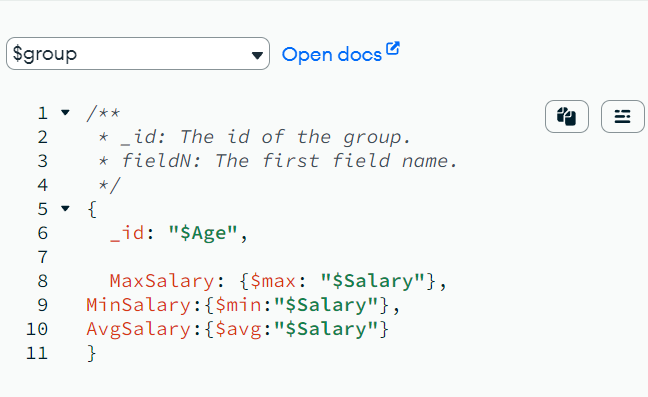 $group
Open docs
1 /**
2  * _id: The id of the group.
3  * fieldN: The first field name.
4  */
5 {
6   _id: "$Age",
7
8   MaxSalary: {$max: "$Salary"},
9 MinSalary:{$min:"$Salary"},
10 AvgSalary:{$avg:"$Salary"}
11 }